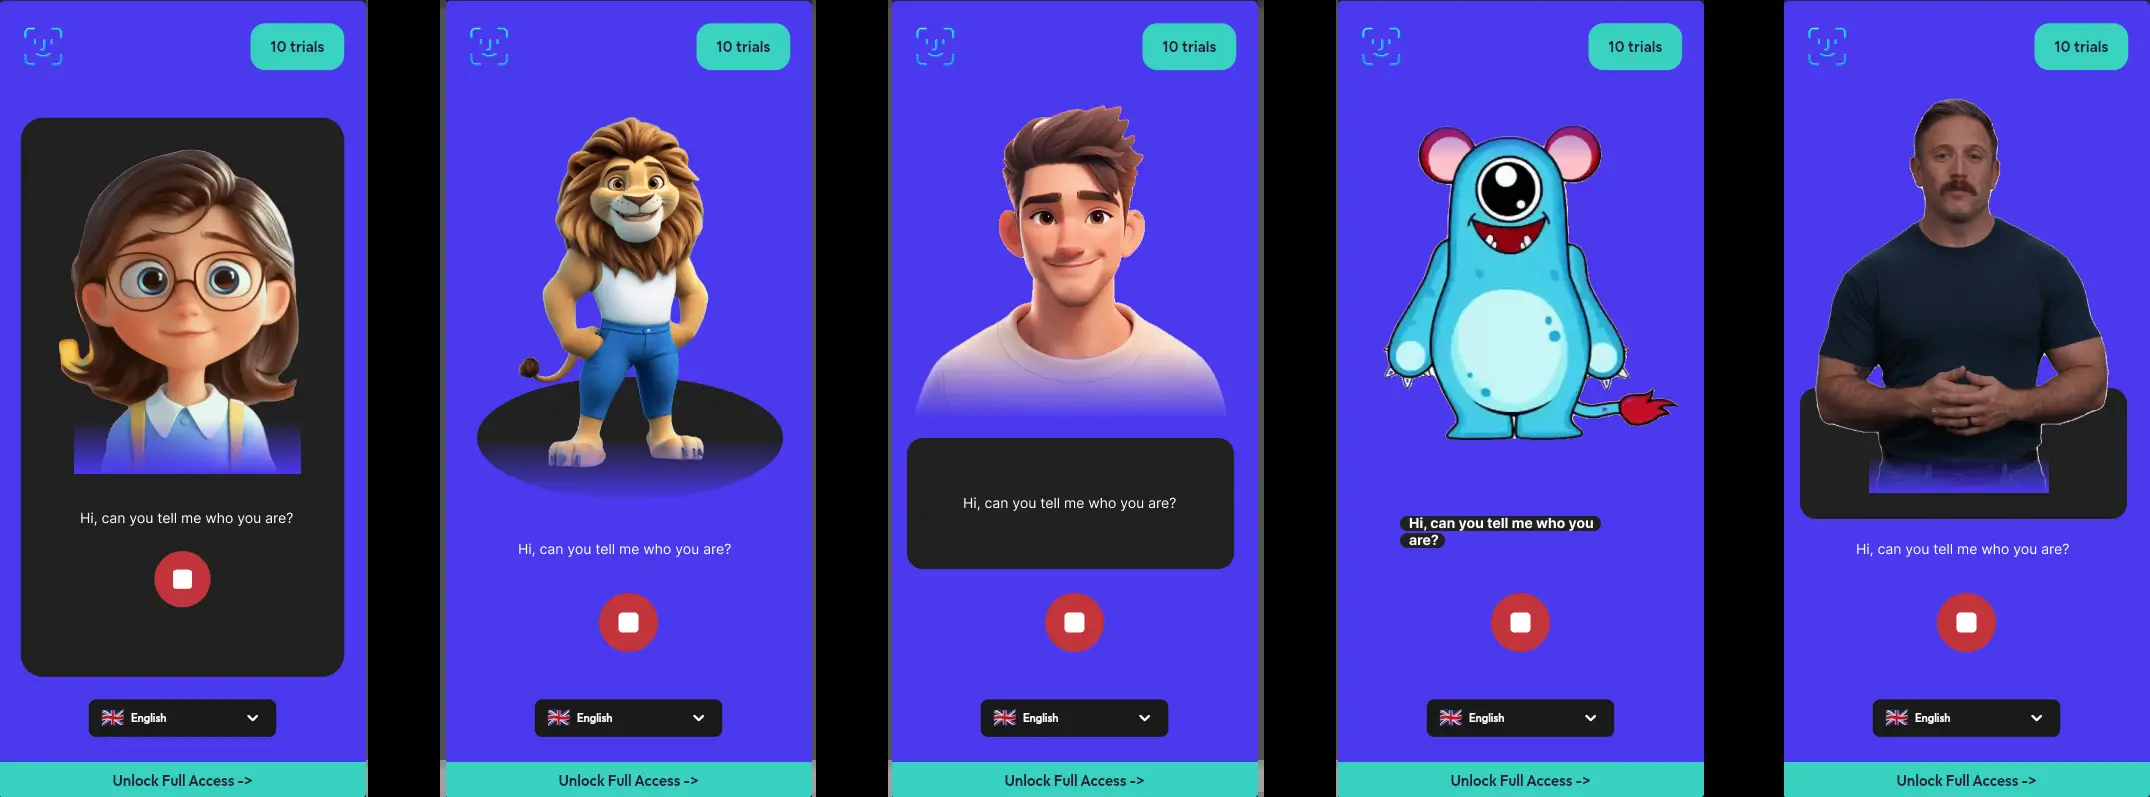 10 trials
Hi, can you tell me who you are?
English
Unlock Full Access ->
10 trials
Hi, can you tell me who you are?
English
Unlock Full Access ->
10 trials
Hi, can you tell me who you are?
English
Unlock Full Access ->
10 trials
Hi, can you tell me who you
are?
English
Unlock Full Access ->
10 trials
Hi, can you tell me who you are?
English
Unlock Full Access ->